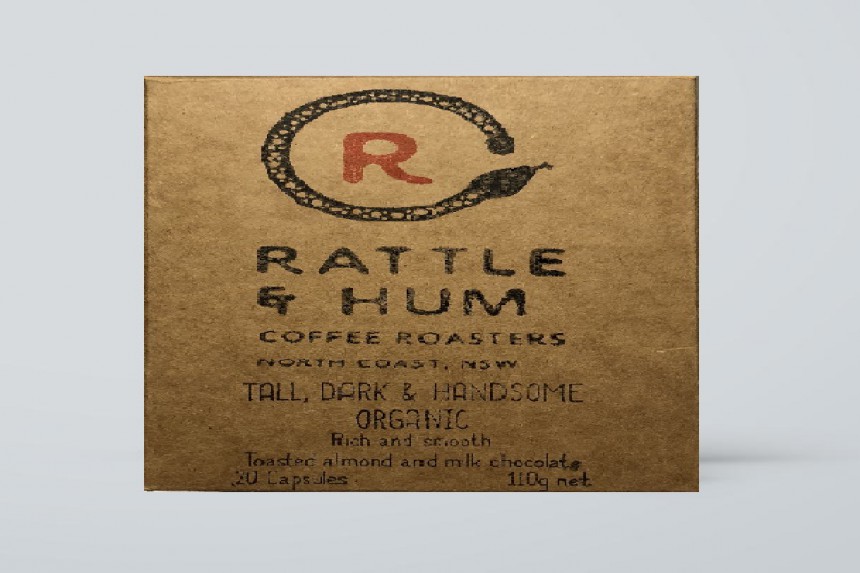 R
RATTLE
& HUM
COFFEE ROASTERS
NORTH COAST, NSW
TALL, DARK & HANDSOME
ORGANIC
Rich and smooth
Toasted almond and milk chocolate
20 Capsules 110g net